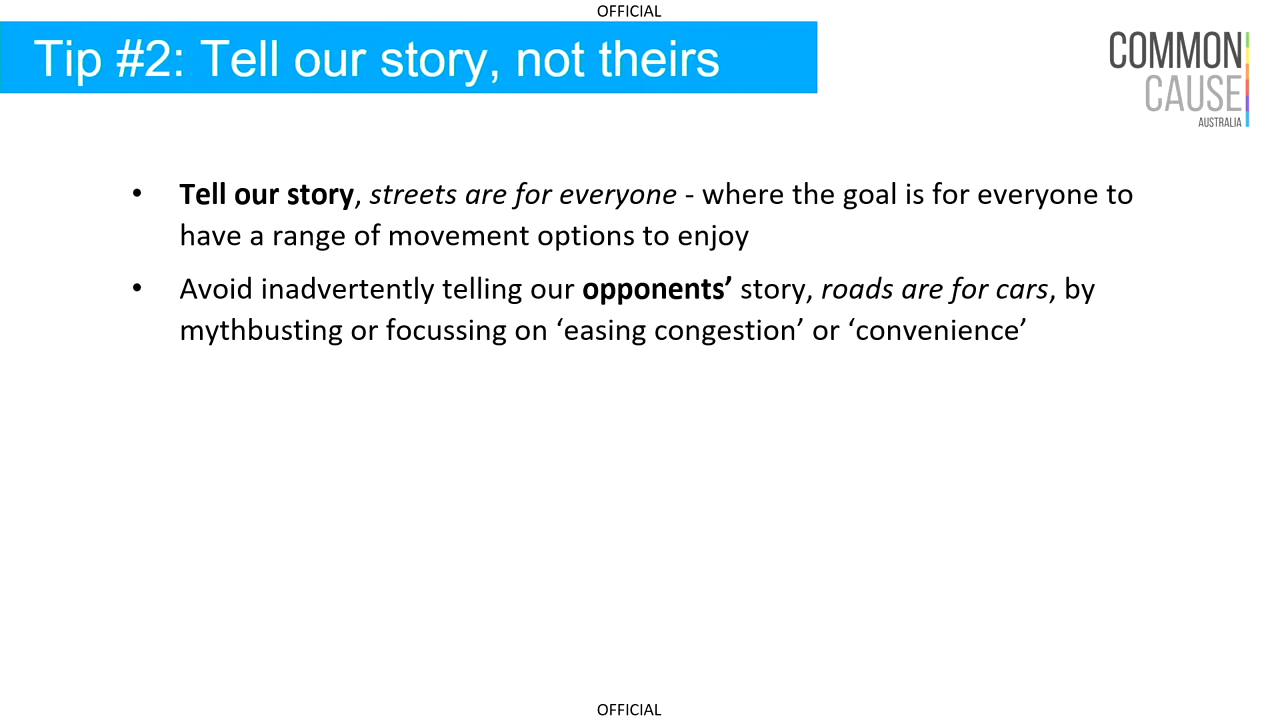 OFFICIAL
Tip #2: Tell our story, not theirs
COMMON
CAUSE
AUSTRALIA
• Tell our story, streets are for everyone - where the goal is for everyone to
have a range of movement options to enjoy
• Avoid inadvertently telling our opponents’ story, roads are for cars, by
mythbusting or focussing on ‘easing congestion’ or ‘convenience’
OFFICIAL